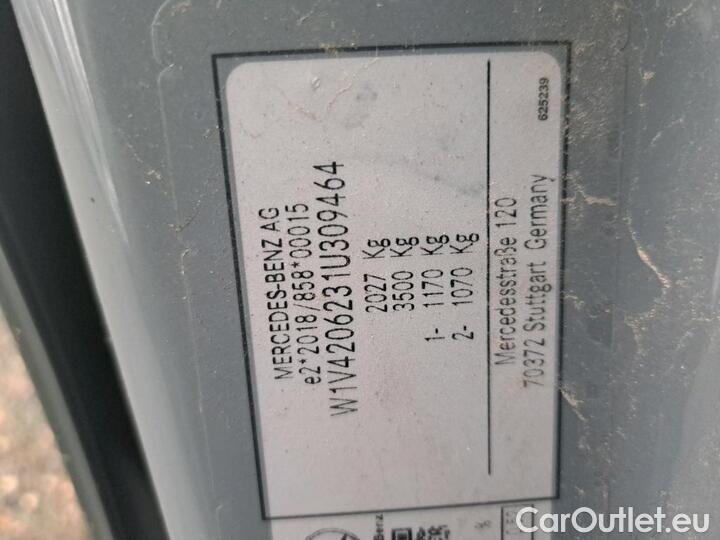 MERCEDES-BENZ AG
e2*2018/858*00015
W1V4206231U309464
2027 Kg
3500 Kg
1- 1170 Kg
2- 1070 Kg
Mercedesstraße 120
70372 Stuttgart Germany
625239
CarOutlet.eu